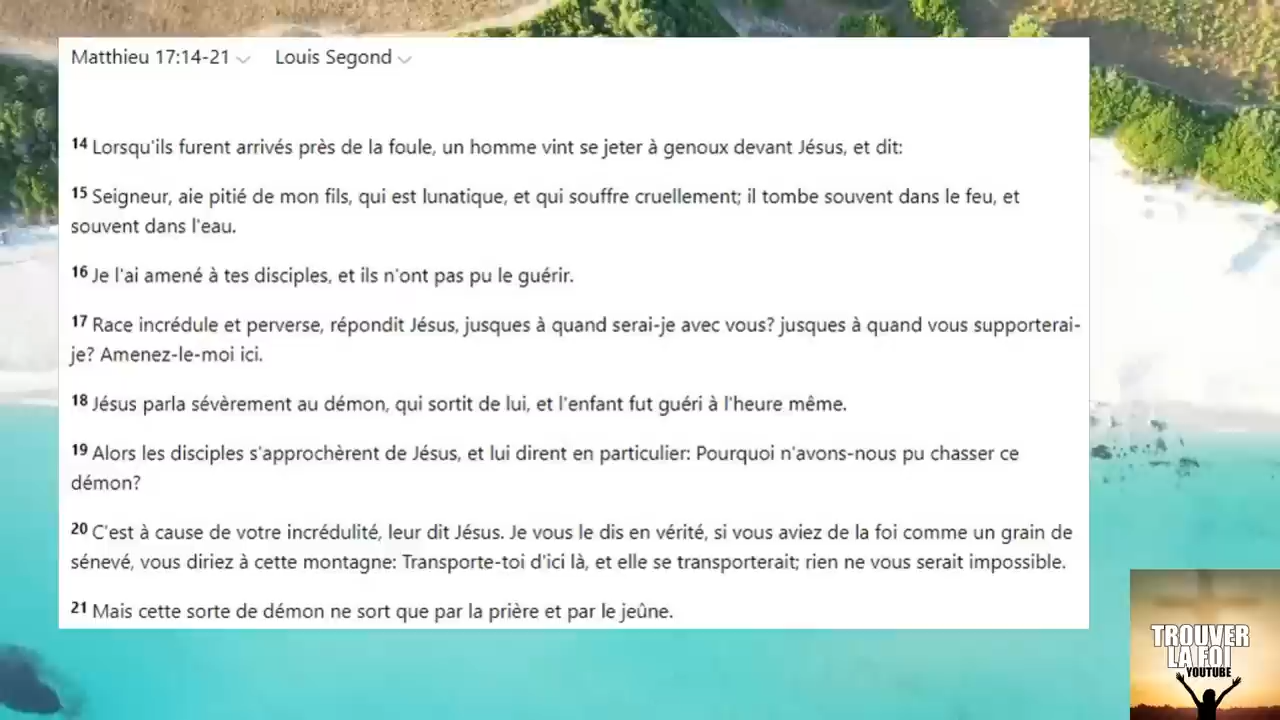 Matthieu 17:14-21 Louis Segond
14 Lorsqu'ils furent arrivés près de la foule, un homme vint se jeter à genoux devant Jésus, et dit:
15 Seigneur, aie pitié de mon fils, qui est lunatique, et qui souffre cruellement; il tombe souvent dans le feu, et
souvent dans l'eau.
16 Je l'ai amené à tes disciples, et ils n'ont pas pu le guérir.
17 Race incrédule et perverse, répondit Jésus, jusques à quand serai-je avec vous? jusques à quand vous supporterai-
je? Amenez-le-moi ici.
18 Jésus parla sévèrement au démon, qui sortit de lui, et l'enfant fut guéri à l'heure même.
19 Alors les disciples s'approchèrent de Jésus, et lui dirent en particulier: Pourquoi n'avons-nous pu chasser ce
démon?
20 C'est à cause de votre incrédulité, leur dit Jésus. Je vous le dis en vérité, si vous aviez de la foi comme un grain de
sénevé, vous diriez à cette montagne: Transporte-toi d'ici là, et elle se transporterait; rien ne vous serait impossible.
21 Mais cette sorte de démon ne sort que par la prière et par le jeûne.
TROUVER
LA FOI
YOUTUBE